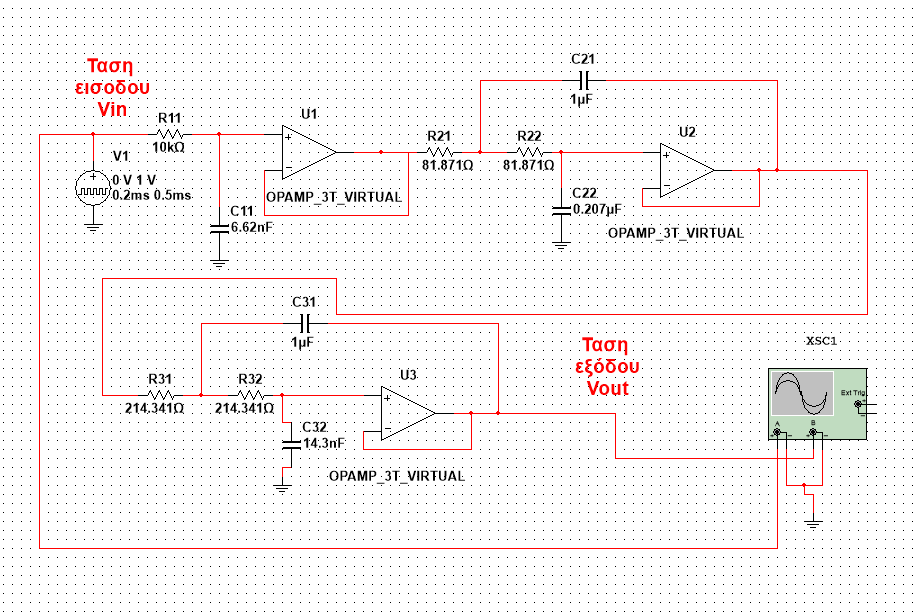 Ταση
εισοδου
Vin
R11
10kΩ
V1
0 V 1 V
0.2ms 0.5ms
C11
6.62nF
U1
OPAMP_3T_VIRTUAL
R21
81.871Ω
C21
1µF
R22
81.871Ω
C22
0.207µF
U2
OPAMP_3T_VIRTUAL
C31
1µF
R31
214.341Ω
R32
214.341Ω
C32
14.3nF
U3
OPAMP_3T_VIRTUAL
Ταση
εξόδου
Vout
XSC1
Ext Trig
A
B